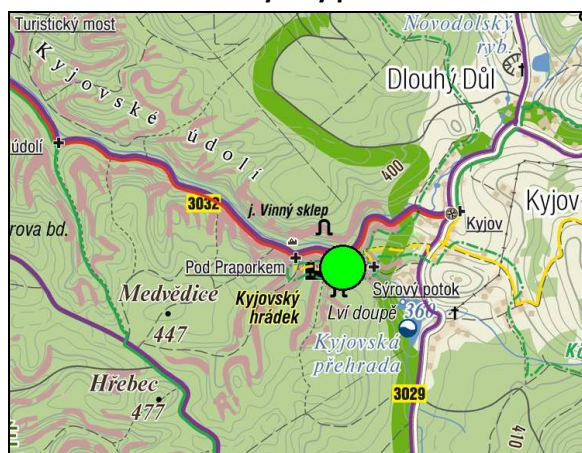 Turistický most
Novodolský
ryb.
Kyjovské údolí
Dlouhý Důl
údolí
400
3032
j. Vinný sklep
Kyjov
Kyjov
rova bd.
Pod Praporkem
Sýrový potok
Medvědice
447
Kyjovský
hrádek
Lví doupě
360
Kyjovská
přehrada
Hřebec
477
3029
410